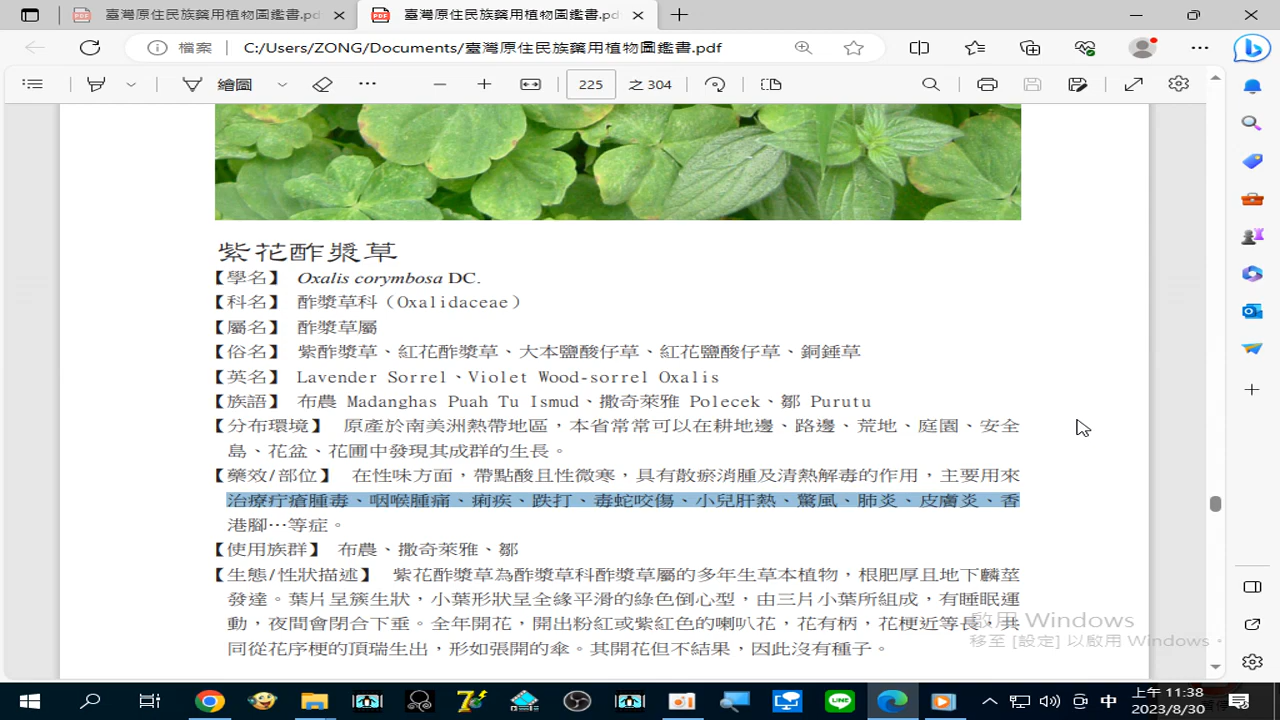 臺灣原住民族藥用植物圖鑑書.pd
臺灣原住民族藥用植物圖鑑書.pd
檔案
C:/Users/ZONG/Documents/臺灣原住民族藥用植物圖鑑書.pdf
繪圖
225
之 304
紫花酢漿草
【學名】 Oxalis corymbosa DC.
【科名】 酢漿草科（Oxalidaceae）
【屬名】 酢漿草屬
【俗名】 紫酢漿草、紅花酢漿草、大本鹽酸仔草、紅花鹽酸仔草、銅錘草
【英名】 Lavender Sorrel、Violet Wood-sorrel Oxalis
【族語】 布農 Madanghas Puah Tu Ismud、撒奇萊雅 Polecek、鄒 Purutu
【分布環境】 原產於南美洲熱帶地區，本省常常可以在耕地邊、路邊、荒地、庭園、安全
島、花盆、花圃中發現其成群的生長。
【藥效/部位】 在性味方面，帶點酸且性微寒，具有散瘀消腫及清熱解毒的作用，主要用來
治療疔瘡腫毒、咽喉腫痛、痢疾、跌打、毒蛇咬傷、小兒肝熱、驚風、肺炎、皮膚炎、香
港腳…等症。
【使用族群】 布農、撒奇萊雅、鄒
【生態/性狀描述】 紫花酢漿草為酢漿草科酢漿草屬的多年生草本植物，根肥厚且地下麟莖
發達。葉片呈簇生狀，小葉形狀呈全緣平滑的綠色倒心型，由三片小葉所組成，有睡眠運
動，夜間會閉合下垂。全年開花，開出粉紅或紫紅色的喇叭花，花有柄，花梗近等長，共
同從花序梗的頂瑞生出，形如張開的傘。其開花但不結果，因此沒有種子。
啟用 Windows
移至 [設定] 以啟用 Windows。
LINE
中
上午 11:38
2023/8/30